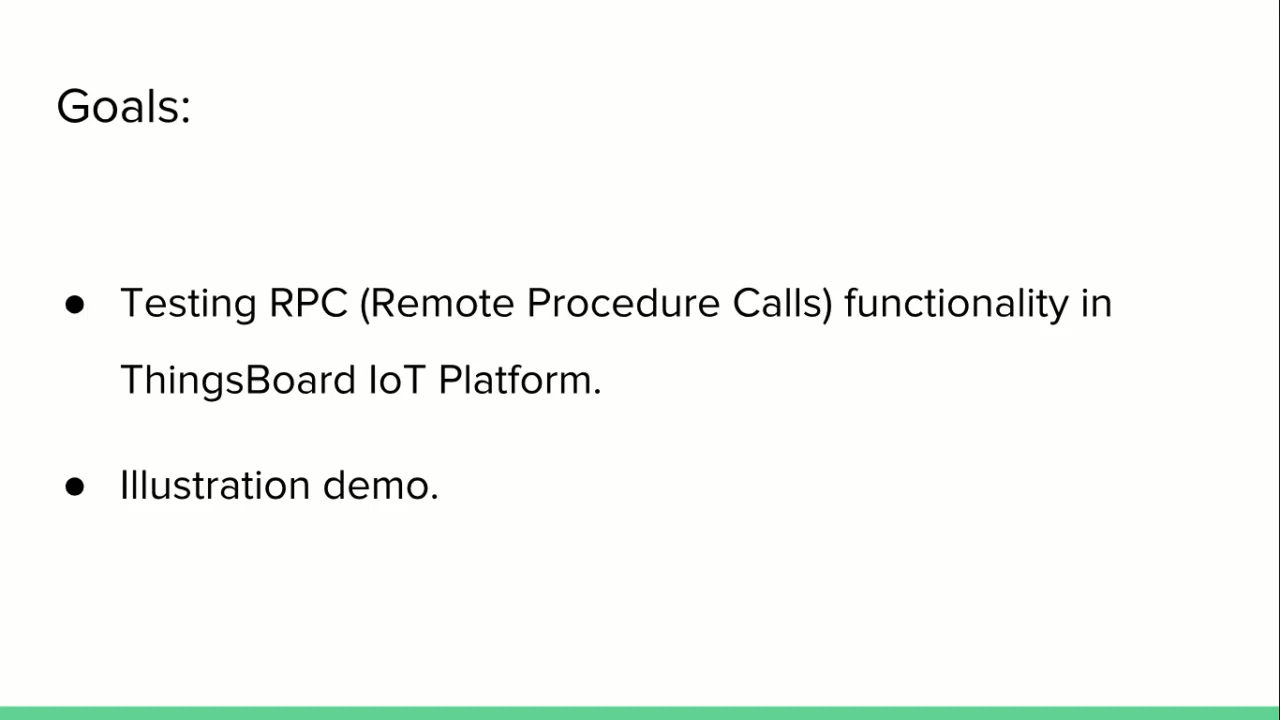 Goals:
● Testing RPC (Remote Procedure Calls) functionality in
ThingsBoard IoT Platform.
● Illustration demo.